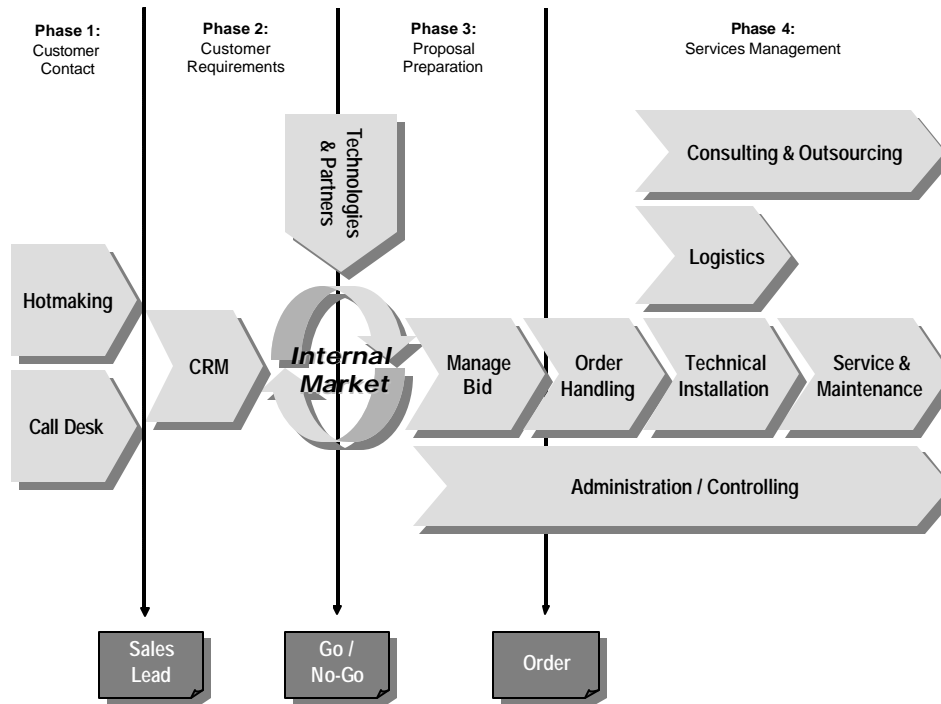 Phase 1:
Customer
Contact
Phase 2:
Customer
Requirements
Phase 3:
Proposal
Preparation
Phase 4:
Services Management
Technologies
& Partners
Consulting & Outsourcing
Logistics
Hotmaking
Call Desk
CRM
Internal
Market
Manage
Bid
Order
Handling
Technical
Installation
Service &
Maintenance
Administration / Controlling
Sales
Lead
Go /
No-Go
Order